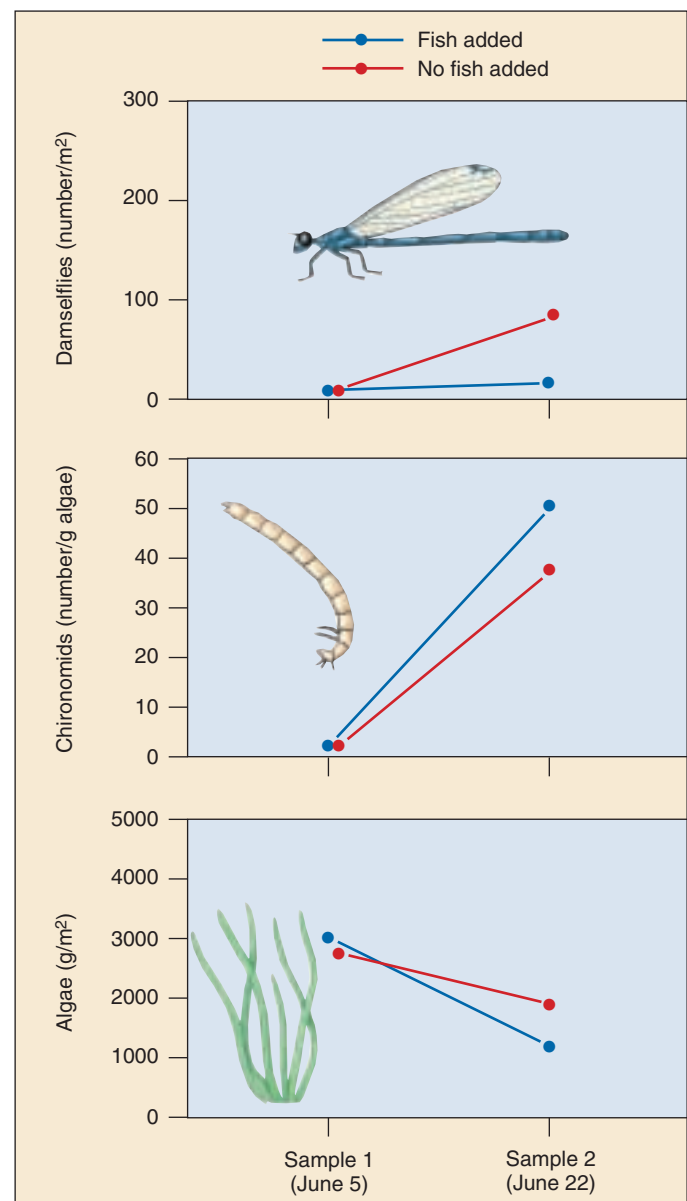 Fish added
No fish added
Damselflies (number/m²)
300
200
100
0
Chironomids (number/g algae)
60
50
40
30
20
10
0
Algae (g/m²)
5000
4000
3000
2000
1000
0
Sample 1
(June 5)
Sample 2
(June 22)